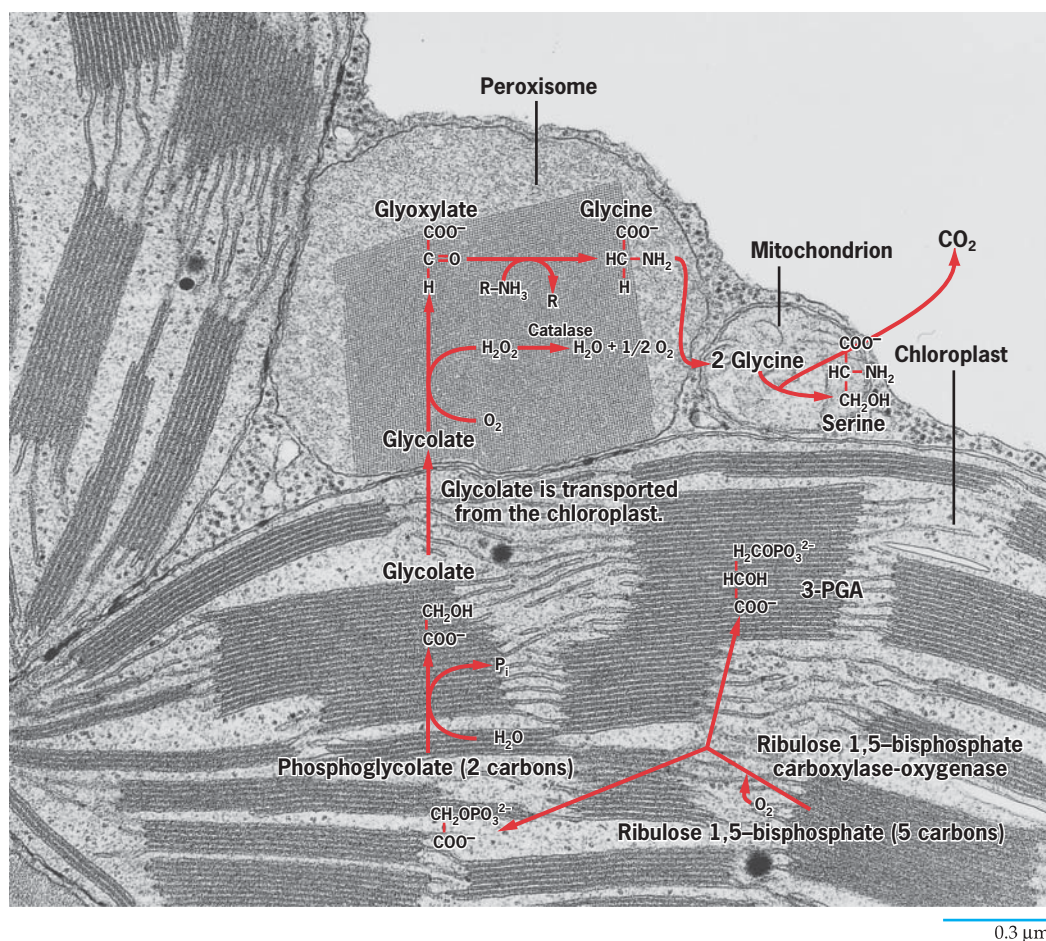 Peroxisome
Glyoxylate
COO⁻
C=O
H
Glycine
COO⁻
HC–NH₂
H
R–NH₃
R
CO₂
Mitochondrion
Catalase
H₂O₂
H₂O + 1/2 O₂
2 Glycine
COO⁻
HC–NH₂
CH₂OH
Serine
Chloroplast
O₂
Glycolate
Glycolate is transported
from the chloroplast.
Glycolate
CH₂OH
COO⁻
H₂COPO₃²⁻
HCOH
COO⁻
3-PGA
Pᵢ
H₂O
Phosphoglycolate (2 carbons)
CH₂OPO₃²⁻
COO⁻
Ribulose 1,5–bisphosphate
carboxylase-oxygenase
O₂
Ribulose 1,5–bisphosphate (5 carbons)
0.3 μm